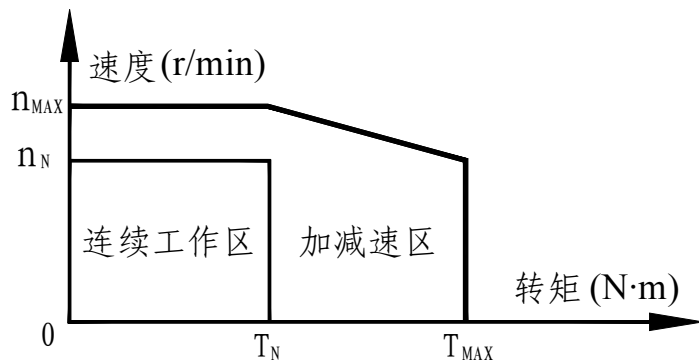 速度(r/min)
nMAX
nN
连续工作区 加减速区
转矩(N·m)
0 TN TMAX